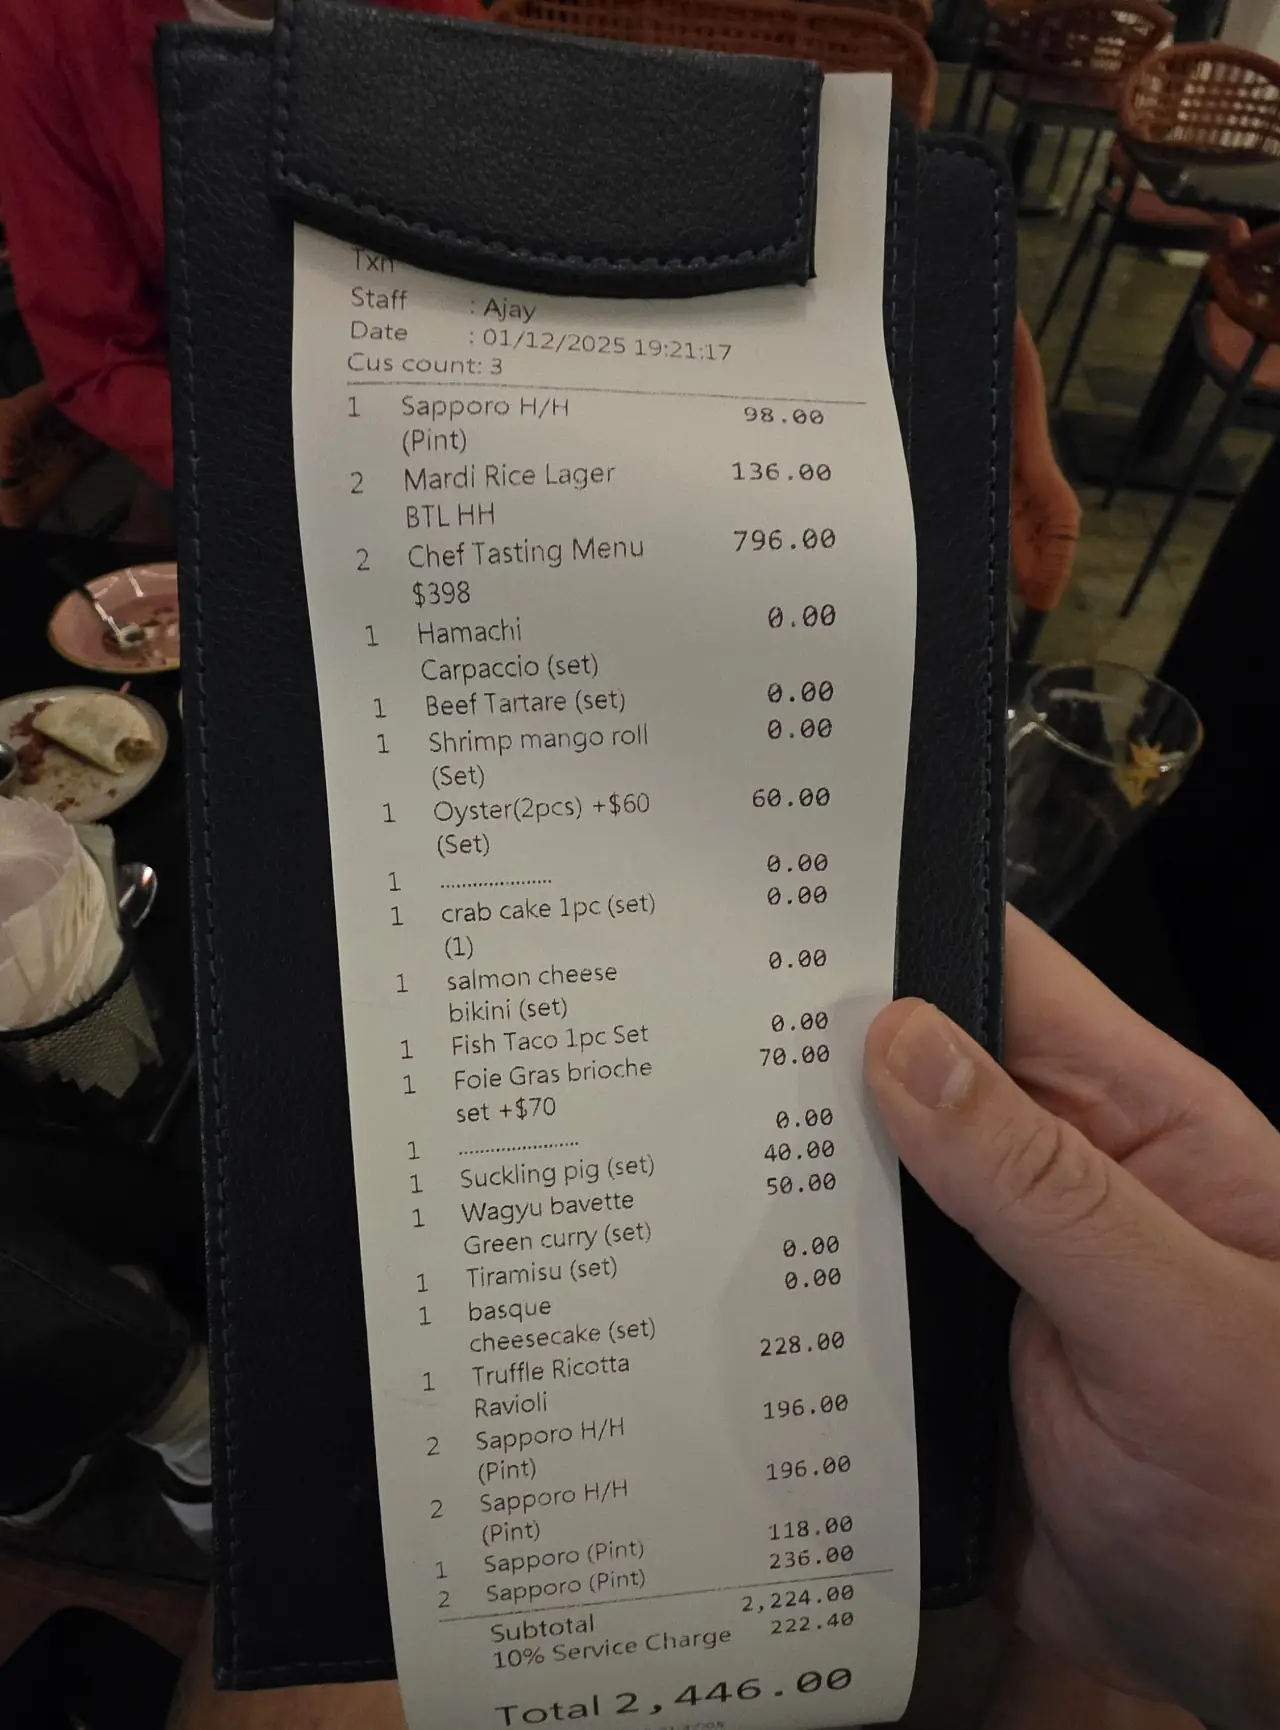 Txn
Staff : Ajay
Date : 01/12/2025 19:21:17
Cus count: 3
1 Sapporo H/H 98.00
(Pint)
2 Mardi Rice Lager 136.00
BTL HH
2 Chef Tasting Menu 796.00
$398
1 Hamachi 0.00
Carpaccio (set)
1 Beef Tartare (set) 0.00
1 Shrimp mango roll 0.00
(Set)
1 Oyster(2pcs) +$60 60.00
(Set)
1 ..................... 0.00
1 crab cake 1pc (set) 0.00
(1)
1 salmon cheese 0.00
bikini (set)
1 Fish Taco 1pc Set 0.00
1 Foie Gras brioche 70.00
set +$70
1 ..................... 0.00
1 Suckling pig (set) 40.00
1 Wagyu bavette 50.00
Green curry (set)
1 Tiramisu (set) 0.00
1 basque 0.00
cheesecake (set)
1 Truffle Ricotta 228.00
Ravioli
2 Sapporo H/H 196.00
(Pint)
2 Sapporo H/H 196.00
(Pint)
1 Sapporo (Pint) 118.00
2 Sapporo (Pint) 236.00
Subtotal 2,224.00
10% Service Charge 222.40
Total 2,446.00